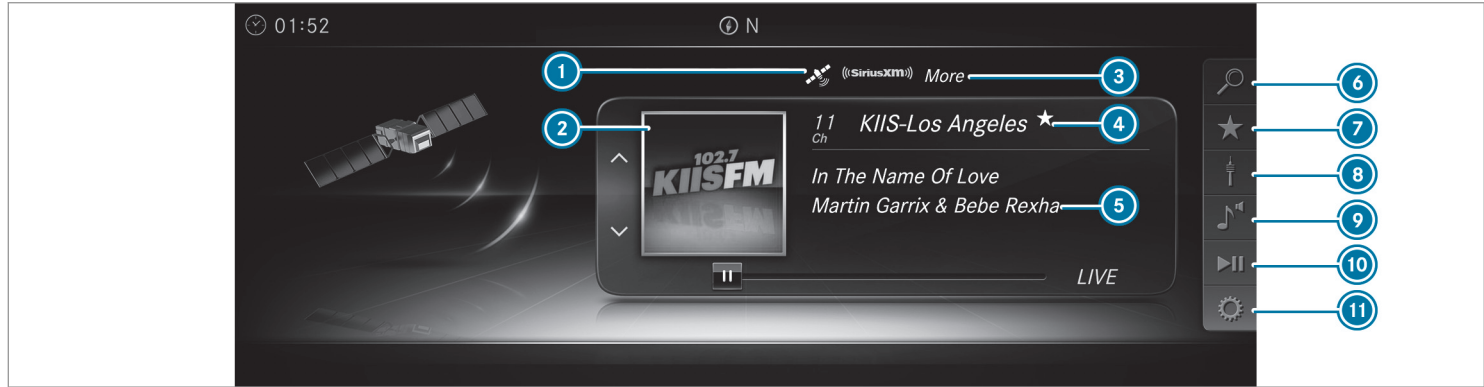 01:52
N
1
((SiriusXM))
More
3
6
2
11
Ch
KIIS-Los Angeles
4
7
102.7
KIISFM
In The Name Of Love
8
Martin Garrix & Bebe Rexha
5
9
LIVE
10
11